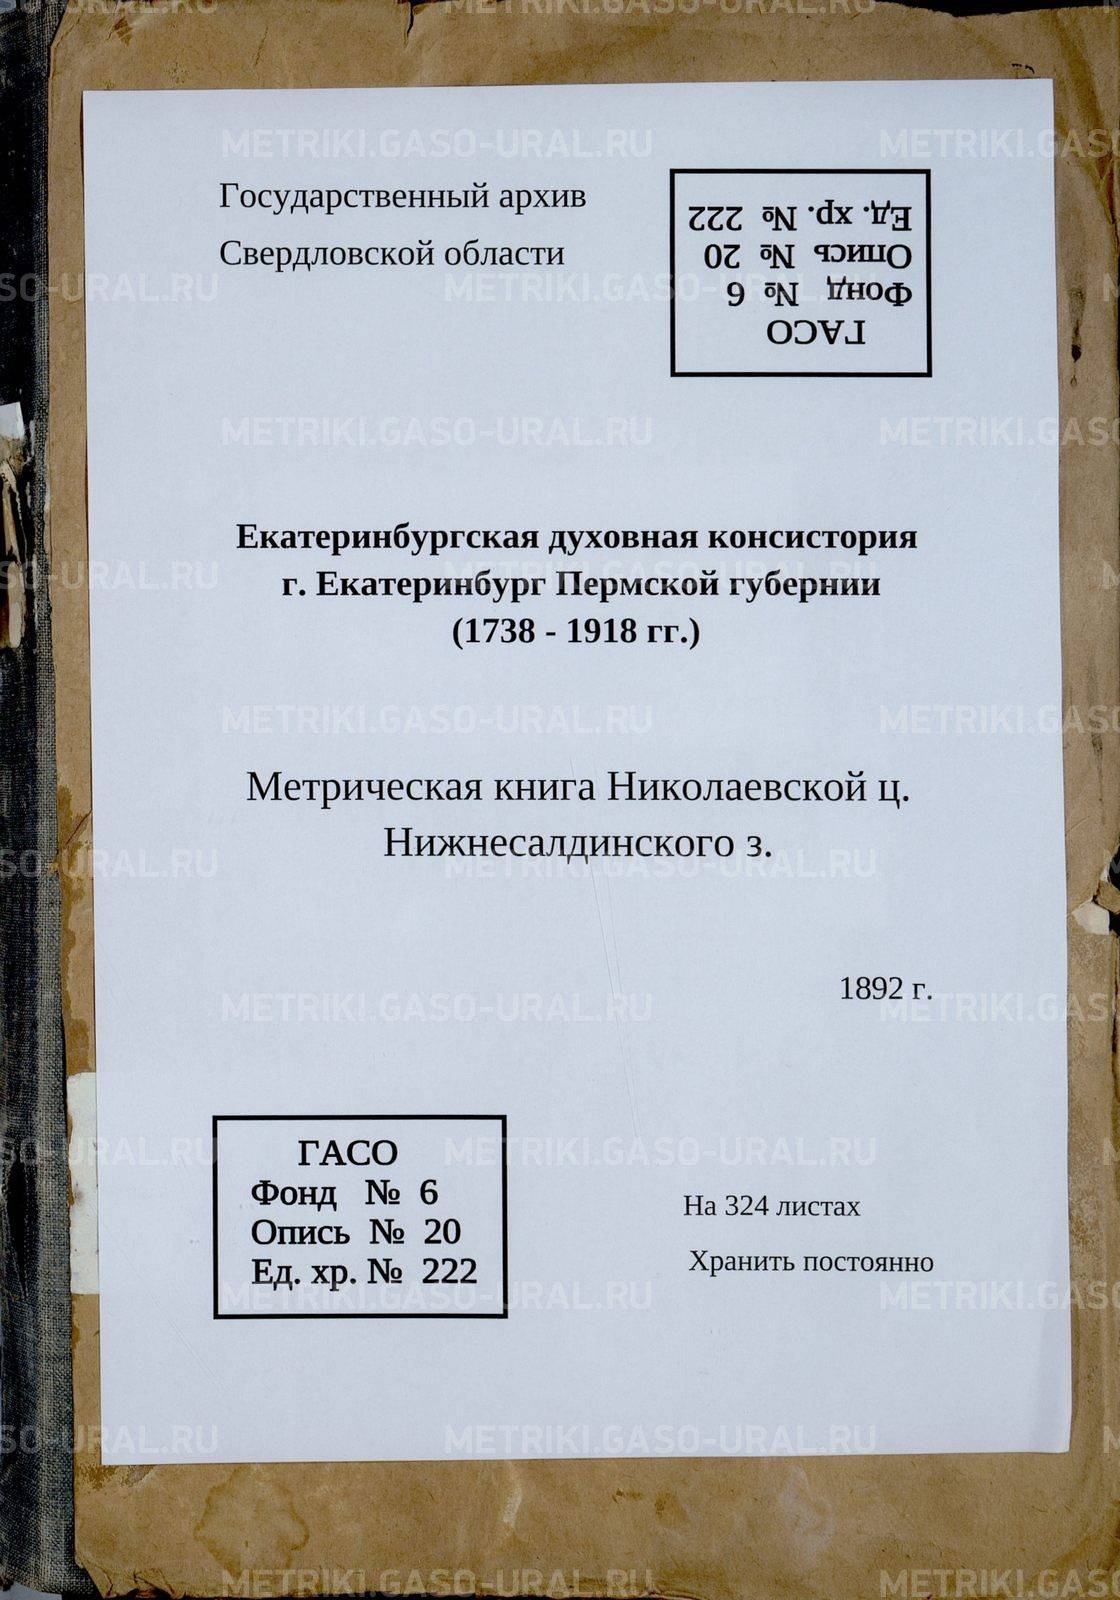 Государственный архив
Свердловской области
ГАСО
Фонд № 6
Опись № 20
Ед. хр. № 222
Екатеринбургская духовная консистория
г. Екатеринбург Пермской губернии
(1738 - 1918 гг.)
Метрическая книга Николаевской ц.
Нижнесалдинского з.
1892 г.
ГАСО
Фонд № 6
Опись № 20
Ед. хр. № 222
На 324 листах
Хранить постоянно
METRIKI.GASO-URAL.RU